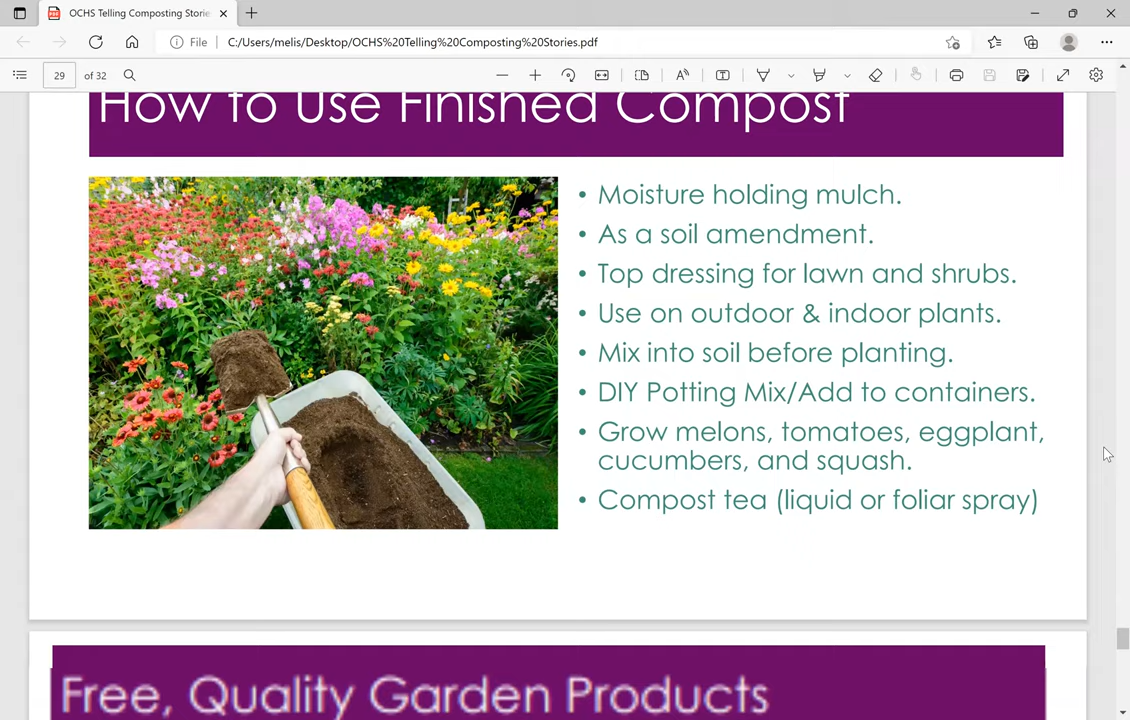 OCHS Telling Composting Storie
File
C:/Users/melis/Desktop/OCHS%20Telling%20Composting%20Stories.pdf
29 of 32
How to Use Finished Compost
• Moisture holding mulch.
• As a soil amendment.
• Top dressing for lawn and shrubs.
• Use on outdoor & indoor plants.
• Mix into soil before planting.
• DIY Potting Mix/Add to containers.
• Grow melons, tomatoes, eggplant,
cucumbers, and squash.
• Compost tea (liquid or foliar spray)
Free, Quality Garden Products